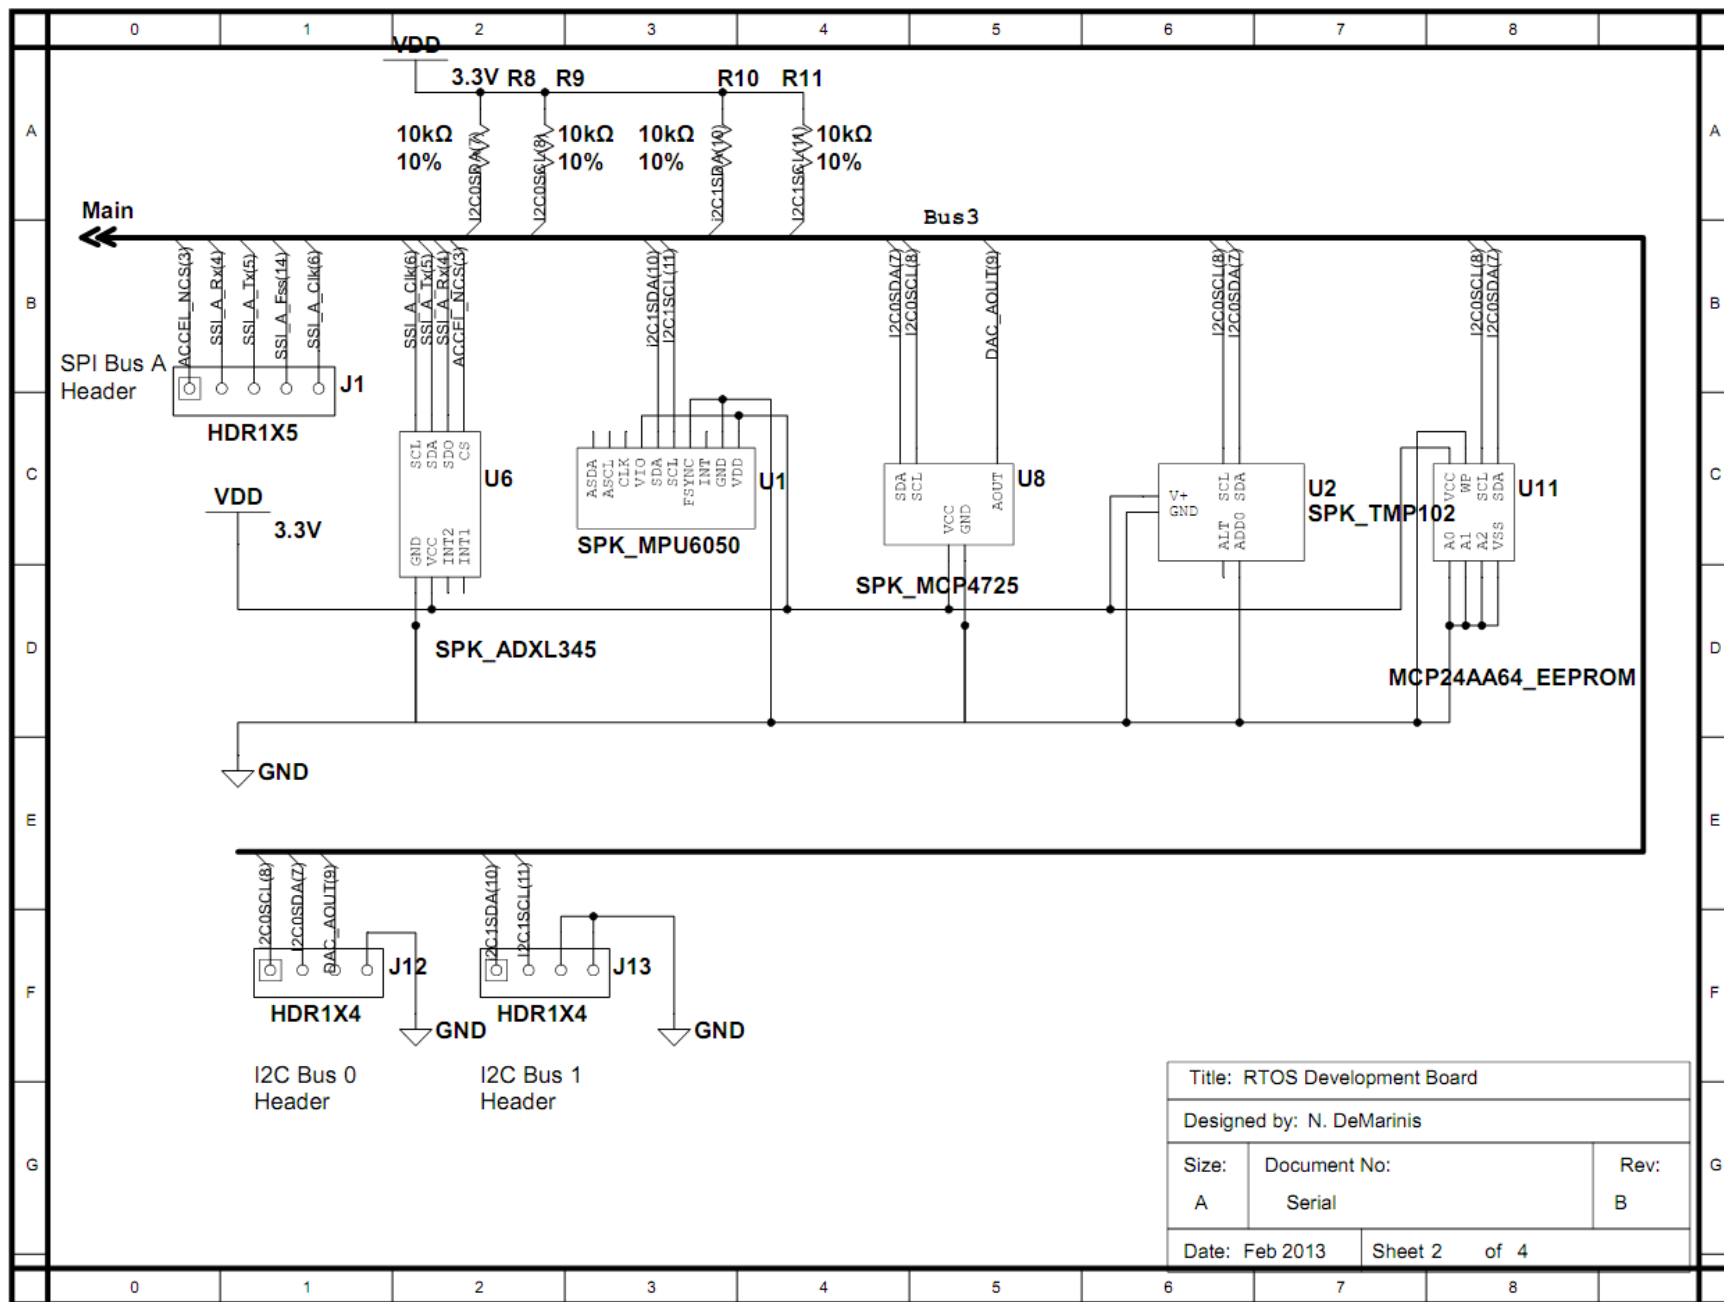 0 1 2 3 4 5 6 7 8
VDD
3.3V R8 R9 R10 R11
A A
10kΩ 10kΩ 10kΩ 10kΩ
10% 10% 10% 10%
I2C0SDA(7) I2C0SCL(8) i2C1SDA(10) I2C1SCL(11)
Main
Bus3
B B
ACCEL_NCS(3) SSI_A_Rx(4) SSI_A_Tx(5) SSI_A_Fss(14) SSI_A_Clk(6)
SSI_A_Clk(6) SSI_A_Tx(5) SSI_A_Rx(4) ACCEL_NCS(3)
i2C1SDA(10) I2C1SCL(11)
I2C0SDA(7) I2C0SCL(8) DAC_AOUT(9)
I2C0SCL(8) I2C0SDA(7)
I2C0SCL(8) I2C0SDA(7)
SPI Bus A
Header
J1
HDR1X5
C C
SCL SDA SDO CS
U6
GND VCC INT2 INT1
SPK_ADXL345
ASDA ASCL CLK VIO SDA SCL FSYNC INT GND VDD
U1
SPK_MPU6050
SDA SCL AOUT
U8
VCC GND
SPK_MCP4725
V+ SCL SDA
GND
ALT ADD0
U2
SPK_TMP102
VCC WP SCL SDA
U11
A0 A1 A2 VSS
MCP24AA64_EEPROM
VDD
3.3V
D D
GND
E E
I2C0SCL(8) I2C0SDA(7) DAC_AOUT(9)
I2C1SDA(10) I2C1SCL(11)
J12 J13
F F
HDR1X4 HDR1X4
GND GND
I2C Bus 0
Header
I2C Bus 1
Header
Title: RTOS Development Board
Designed by: N. DeMarinis
G G
Size: Document No: Rev:
A Serial B
Date: Feb 2013 Sheet 2 of 4
0 1 2 3 4 5 6 7 8